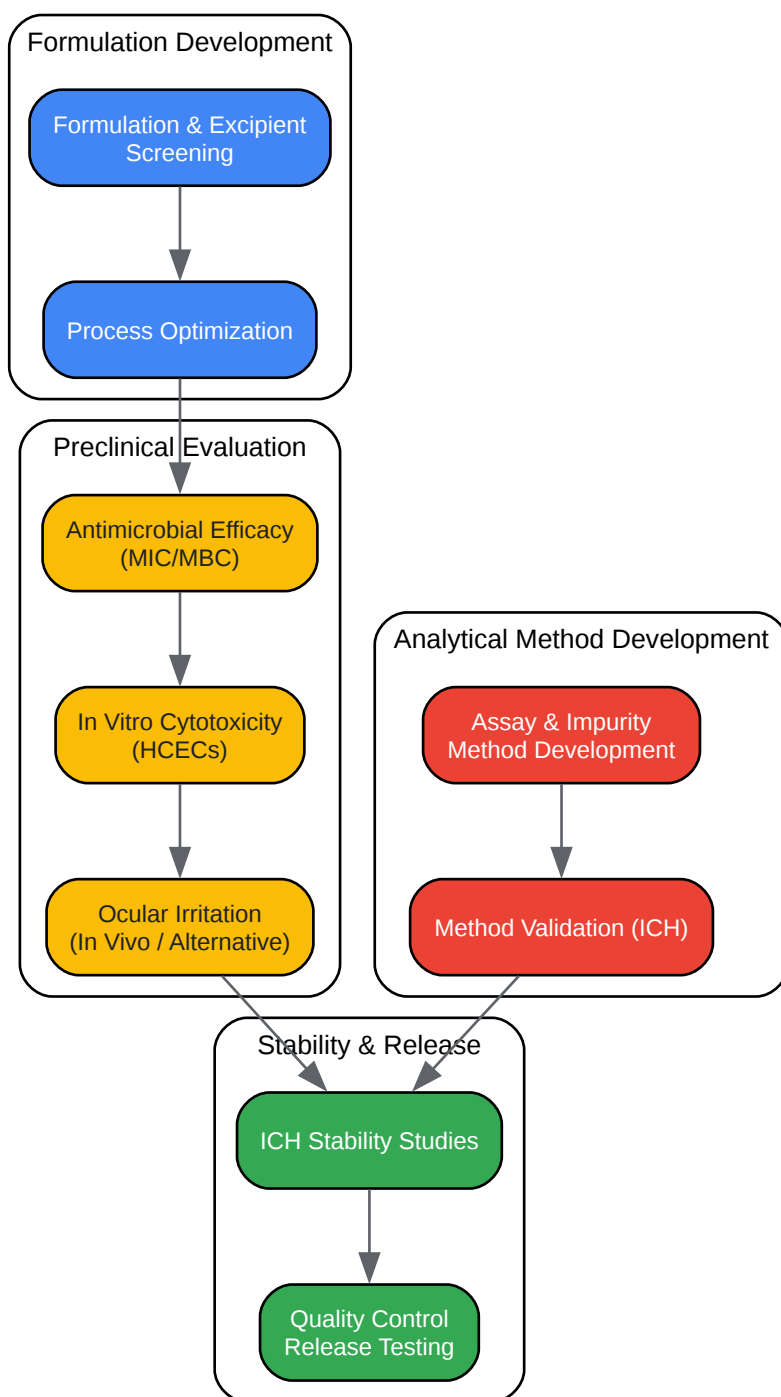 Formulation Development
Formulation & Excipient
Screening
Process Optimization
Preclinical Evaluation
Antimicrobial Efficacy
(MIC/MBC)
In Vitro Cytotoxicity
(HCECs)
Ocular Irritation
(In Vivo / Alternative)
Analytical Method Development
Assay & Impurity
Method Development
Method Validation (ICH)
Stability & Release
ICH Stability Studies
Quality Control
Release Testing